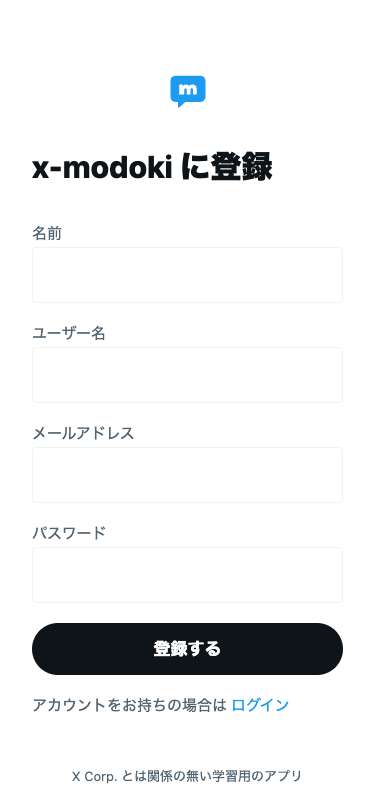 m
x-modoki に登録
名前
ユーザー名
メールアドレス
パスワード
登録する
アカウントをお持ちの場合は ログイン
X Corp. とは関係の無い学習用のアプリ